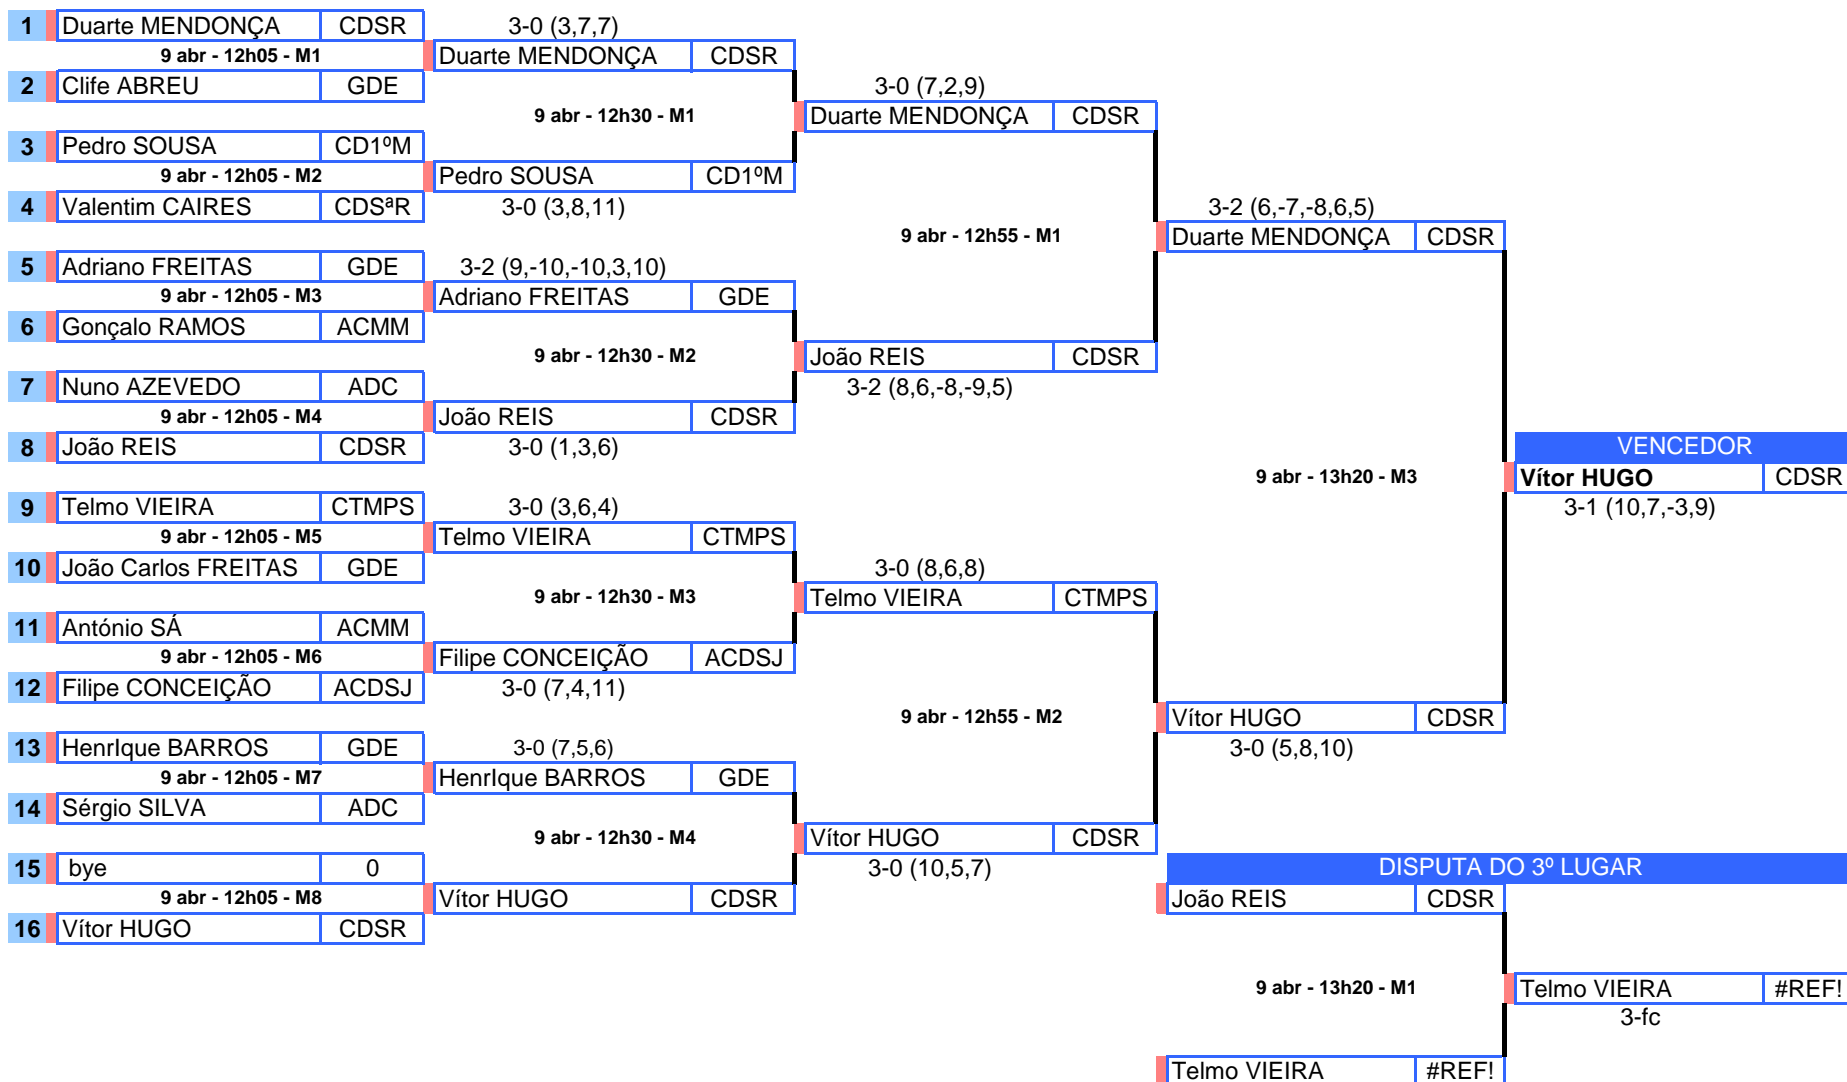 1 Duarte MENDONÇA CDSR 3-0 (3,7,7)
9 abr - 12h05 - M1 Duarte MENDONÇA CDSR
2 Clife ABREU GDE 3-0 (7,2,9)
9 abr - 12h30 - M1 Duarte MENDONÇA CDSR
3 Pedro SOUSA CD1ºM
9 abr - 12h05 - M2 Pedro SOUSA CD1ºM
4 Valentim CAIRES CDSªR 3-0 (3,8,11) 3-2 (6,-7,-8,6,5)
9 abr - 12h55 - M1 Duarte MENDONÇA CDSR
5 Adriano FREITAS GDE 3-2 (9,-10,-10,3,10)
9 abr - 12h05 - M3 Adriano FREITAS GDE
6 Gonçalo RAMOS ACMM
9 abr - 12h30 - M2 João REIS CDSR
7 Nuno AZEVEDO ADC 3-2 (8,6,-8,-9,5)
9 abr - 12h05 - M4 João REIS CDSR
8 João REIS CDSR 3-0 (1,3,6) VENCEDOR
9 abr - 13h20 - M3 Vítor HUGO CDSR
9 Telmo VIEIRA CTMPS 3-0 (3,6,4) 3-1 (10,7,-3,9)
9 abr - 12h05 - M5 Telmo VIEIRA CTMPS
10 João Carlos FREITAS GDE 3-0 (8,6,8)
9 abr - 12h30 - M3 Telmo VIEIRA CTMPS
11 António SÁ ACMM
9 abr - 12h05 - M6 Filipe CONCEIÇÃO ACDSJ
12 Filipe CONCEIÇÃO ACDSJ 3-0 (7,4,11)
9 abr - 12h55 - M2 Vítor HUGO CDSR
13 HenrIque BARROS GDE 3-0 (7,5,6) 3-0 (5,8,10)
9 abr - 12h05 - M7 HenrIque BARROS GDE
14 Sérgio SILVA ADC
9 abr - 12h30 - M4 Vítor HUGO CDSR
15 bye 0 3-0 (10,5,7) DISPUTA DO 3º LUGAR
9 abr - 12h05 - M8 Vítor HUGO CDSR João REIS CDSR
16 Vítor HUGO CDSR
9 abr - 13h20 - M1 Telmo VIEIRA #REF!
3-fc
Telmo VIEIRA #REF!